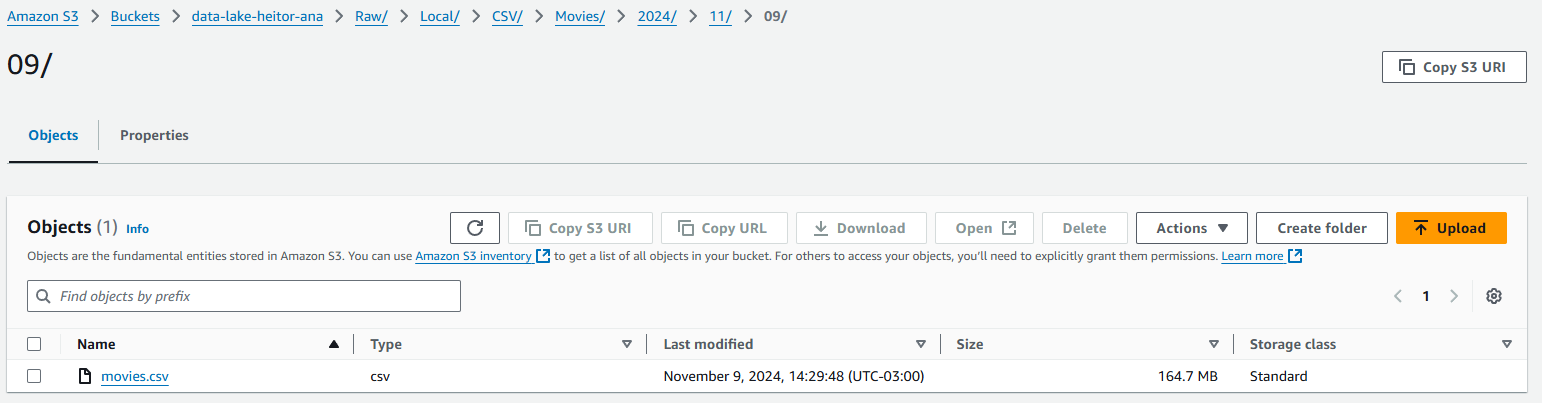 Amazon S3 > Buckets > data-lake-heitor-ana > Raw/ > Local/ > CSV/ > Movies/ > 2024/ > 11/ > 09/
09/
Copy S3 URI
Objects Properties
Objects (1) Info
Copy S3 URI Copy URL Download Open Delete Actions Create folder Upload
Objects are the fundamental entities stored in Amazon S3. You can use Amazon S3 inventory to get a list of all objects in your bucket. For others to access your objects, you'll need to explicitly grant them permissions. Learn more
Find objects by prefix
1
Name Type Last modified Size Storage class
movies.csv csv November 9, 2024, 14:29:48 (UTC-03:00) 164.7 MB Standard